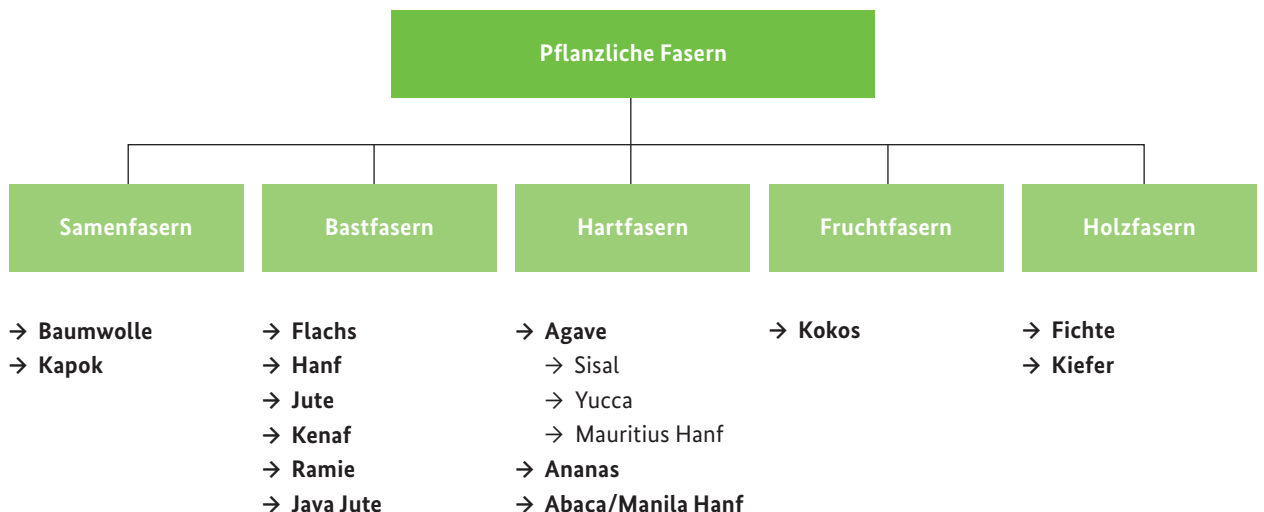 Pflanzliche Fasern
Samenfasern
Bastfasern
Hartfasern
Fruchtfasern
Holzfasern
→ Baumwolle
→ Kapok
→ Flachs
→ Hanf
→ Jute
→ Kenaf
→ Ramie
→ Java Jute
→ Agave
→ Sisal
→ Yucca
→ Mauritius Hanf
→ Ananas
→ Abaca/Manila Hanf
→ Kokos
→ Fichte
→ Kiefer